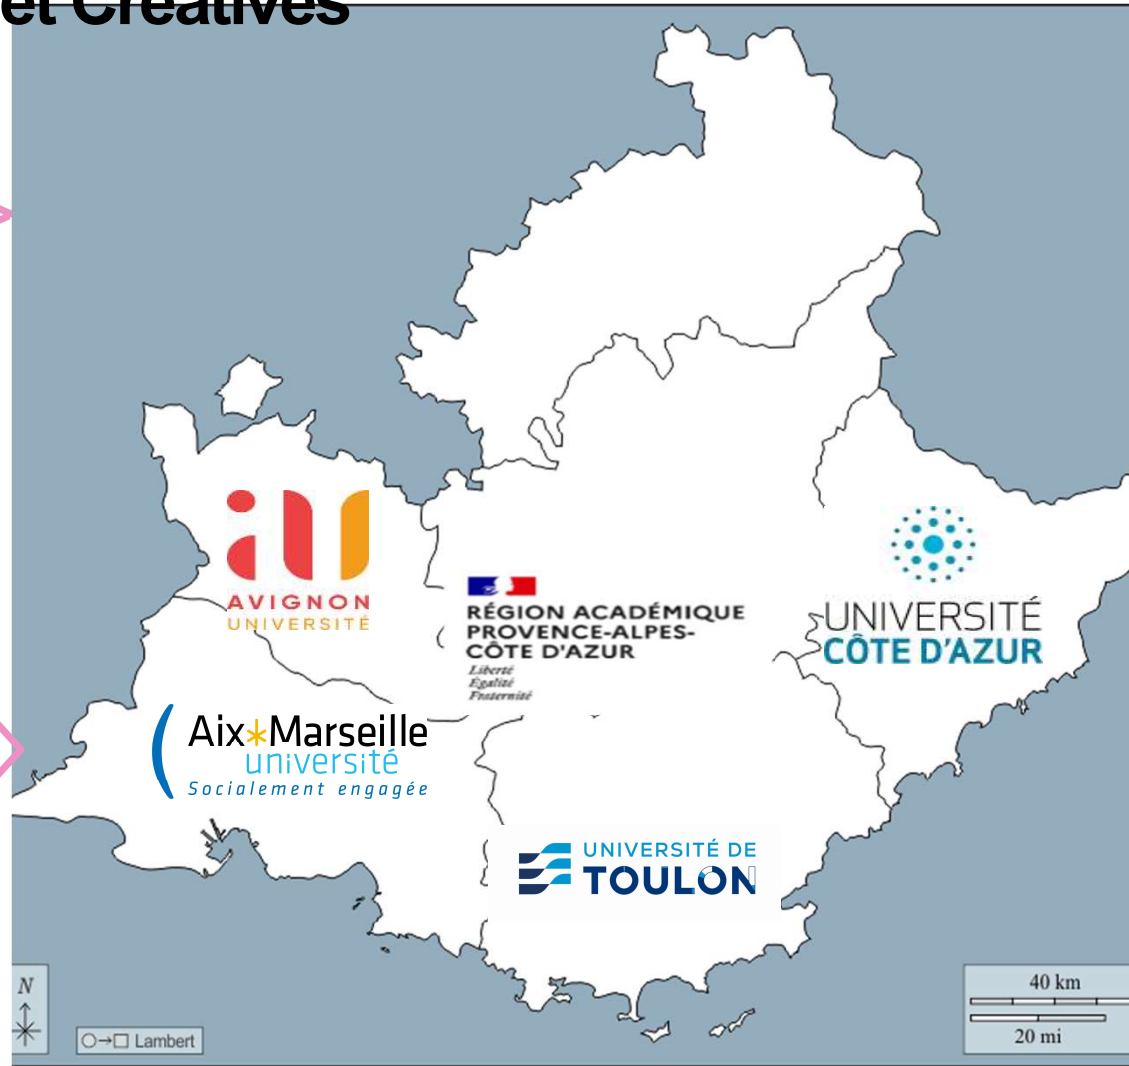 et Créatives
AVIGNON
UNIVERSITÉ
RÉGION ACADÉMIQUE
PROVENCE-ALPES-
CÔTE D'AZUR
Liberté
Égalité
Fraternité
UNIVERSITÉ
CÔTE D'AZUR
Aix Marseille
université
Socialement engagée
UNIVERSITÉ DE
TOULON
N
Lambert
40 km
20 mi